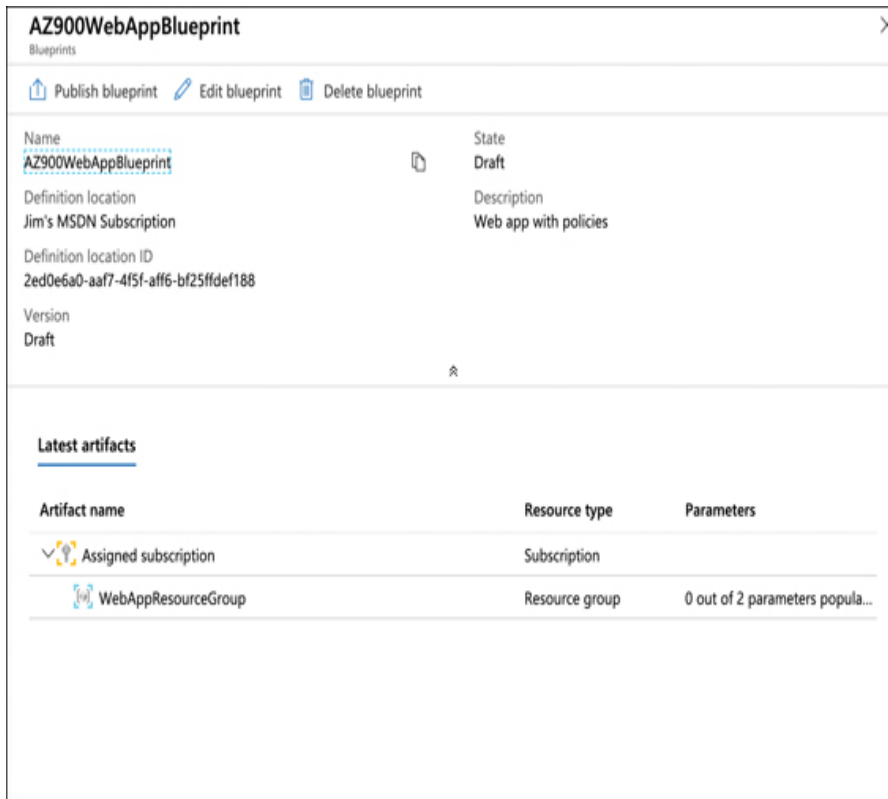 AZ900WebAppBlueprint
Blueprints
Publish blueprint Edit blueprint Delete blueprint
Name
AZ900WebAppBlueprint
State
Draft
Definition location
Jim's MSDN Subscription
Description
Web app with policies
Definition location ID
2ed0e6a0-aaf7-4f5f-aff6-bf25ffdef188
Version
Draft
Latest artifacts
Artifact name Resource type Parameters
Assigned subscription Subscription
WebAppResourceGroup Resource group 0 out of 2 parameters popula...